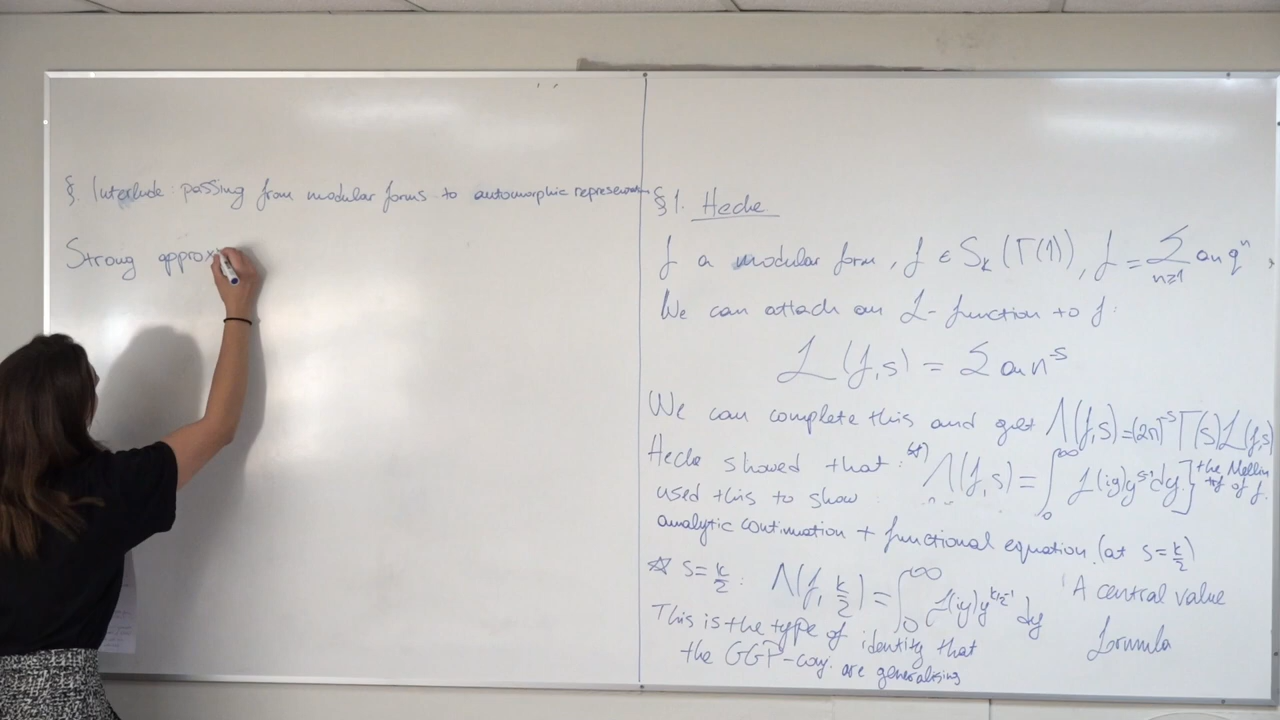 §. Interlude: passing from modular forms to automorphic represen
Strong approx
§1. Hecke
f a modular form, f ∈ S_k(Γ(1)), f = Σ_{n≥1} a_n q^n,
We can attach an L-function to f:
L(f,s) = Σ a_n n^{-s}
We can complete this and get Λ(f,s)=(2π)^{-s}Γ(s)L(f,s)
Hecke showed that: Λ(f,s) = ∫_0^∞ f(iy)y^{s-1}dy. ] the Mellin
used this to show of f.
analytic continuation + functional equation. (at s=k/2)
☆ s=k/2: Λ(f, k/2) = ∫_0^∞ f(iy)y^{k/2-1} dy A central value
formula
This is the type of identity that
the GGP-conj. are generalising